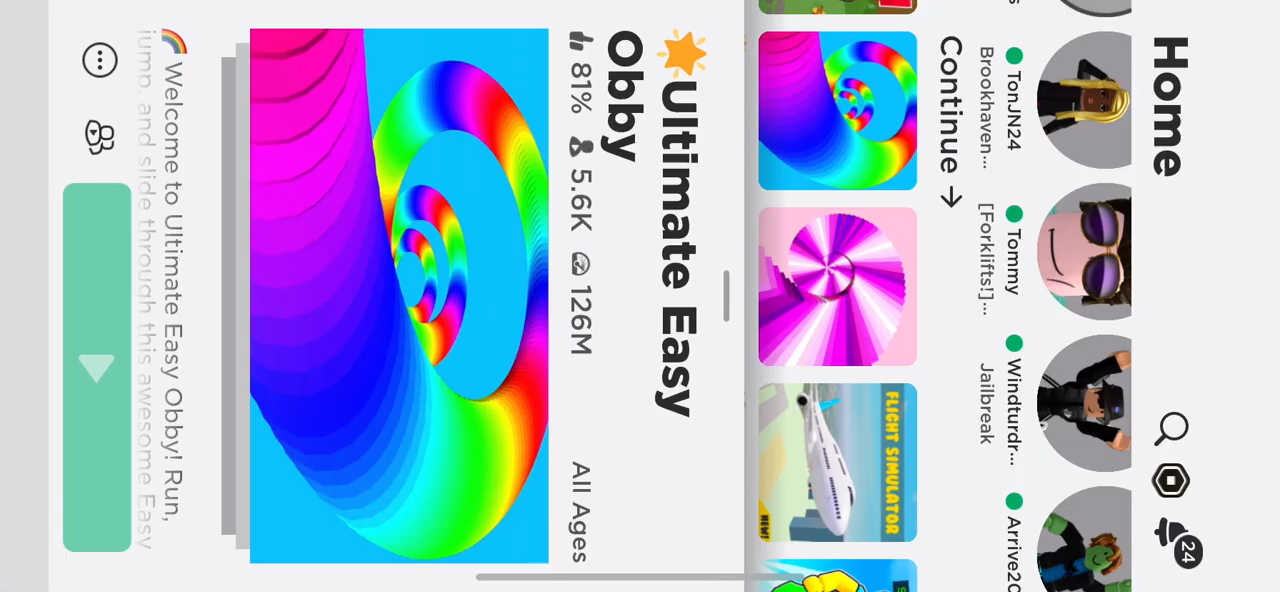 Home
24
TonJN24
Brookhaven...
Tommy
[Forklifts!]...
Windturdr...
Jailbreak
Arrive2C
Continue →
FLIGHT SIMULATOR
NEW!
🌟Ultimate Easy
Obby
81% 5.6K 126M All Ages
🌈 Welcome to Ultimate Easy Obby! Run,
jump, and slide through this awesome Easy